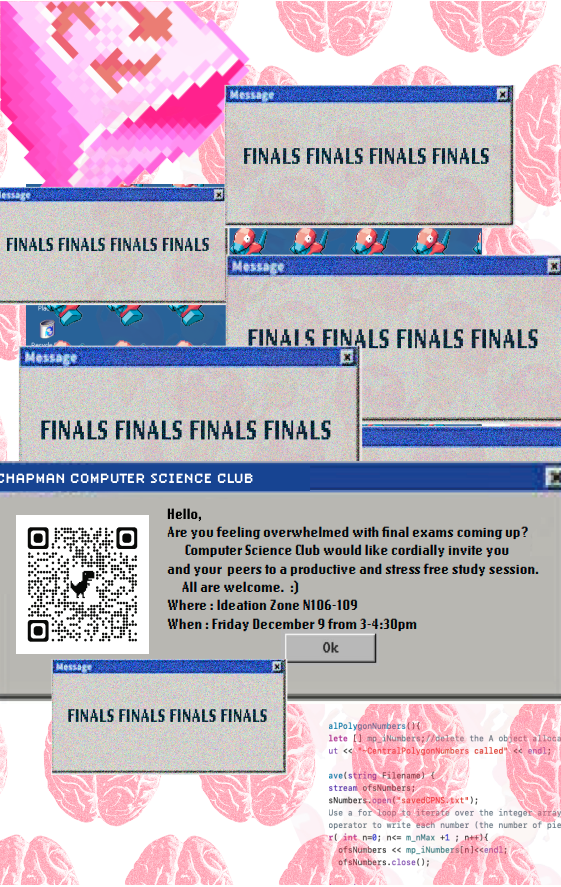 Message
FINALS FINALS FINALS FINALS
Message
FINALS FINALS FINALS FINALS
Message
FINALS FINALS FINALS FINALS
Message
FINALS FINALS FINALS FINALS
CHAPMAN COMPUTER SCIENCE CLUB
Hello,
Are you feeling overwhelmed with final exams coming up?
Computer Science Club would like cordially invite you
and your peers to a productive and stress free study session.
All are welcome. :)
Where : Ideation Zone N106-109
When : Friday December 9 from 3-4:30pm
Ok
Message
FINALS FINALS FINALS FINALS
alPolygonNumbers(){
lete [] mp_iNumbers;//delete the A object alloca
ut << "~CentralPolygonNumbers called" << endl;
ave(string Filename) {
stream ofsNumbers;
sNumbers.open("savedCPNS.txt");
Use a for loop to iterate over the integer array
operator to write each number (the number of pie
r( int n=0; n<= m_nMax +1 ; n++){
ofsNumbers << mp_iNumbers[n]<<endl;
ofsNumbers.close();